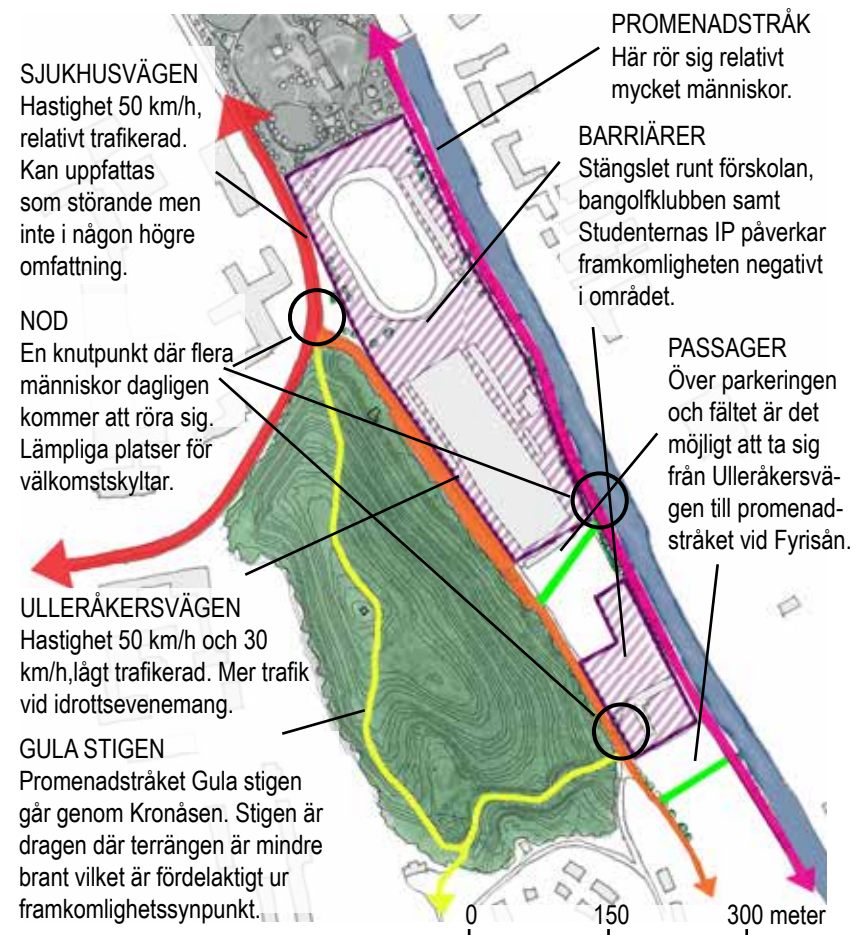 SJUKHUSVÄGEN
Hastighet 50 km/h,
relativt trafikerad.
Kan uppfattas
som störande men
inte i någon högre
omfattning.
NOD
En knutpunkt där flera
människor dagligen
kommer att röra sig.
Lämpliga platser för
välkomstskyltar.
ULLERÅKERSVÄGEN
Hastighet 50 km/h och 30
km/h,lågt trafikerad. Mer trafik
vid idrottsevenemang.
GULA STIGEN
Promenadstråket Gula stigen
går genom Kronåsen. Stigen är
dragen där terrängen är mindre
brant vilket är fördelaktigt ur
framkomlighetssynpunkt.
PROMENADSTRÅK
Här rör sig relativt
mycket människor.
BARRIÄRER
Stängslet runt förskolan,
bangolfklubben samt
Studenternas IP påverkar
framkomligheten negativt
i området.
PASSAGER
Över parkeringen
och fältet är det
möjligt att ta sig
från Ulleråkersvä-
gen till promenad-
stråket vid Fyrisån.
0 150 300 meter